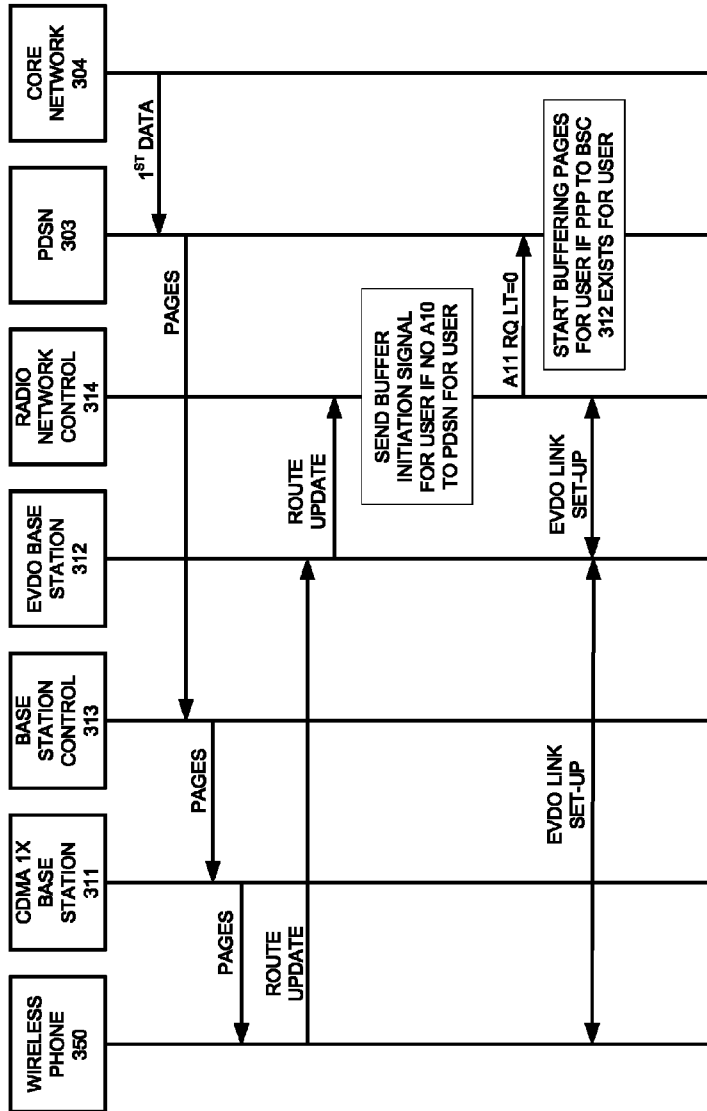 WIRELESS
PHONE
350
CDMA 1X
BASE
STATION
311
BASE
STATION
CONTROL
313
EVDO BASE
STATION
312
RADIO
NETWORK
CONTROL
314
PDSN
303
CORE
NETWORK
304
1ST DATA
PAGES
PAGES
PAGES
ROUTE
UPDATE
ROUTE
UPDATE
SEND BUFFER
INITIATION SIGNAL
FOR USER IF NO A10
TO PDSN FOR USER
A11 RQ LT=0
START BUFFERING PAGES
FOR USER IF PPP TO BSC
312 EXISTS FOR USER
EVDO LINK
SET-UP
EVDO LINK
SET-UP